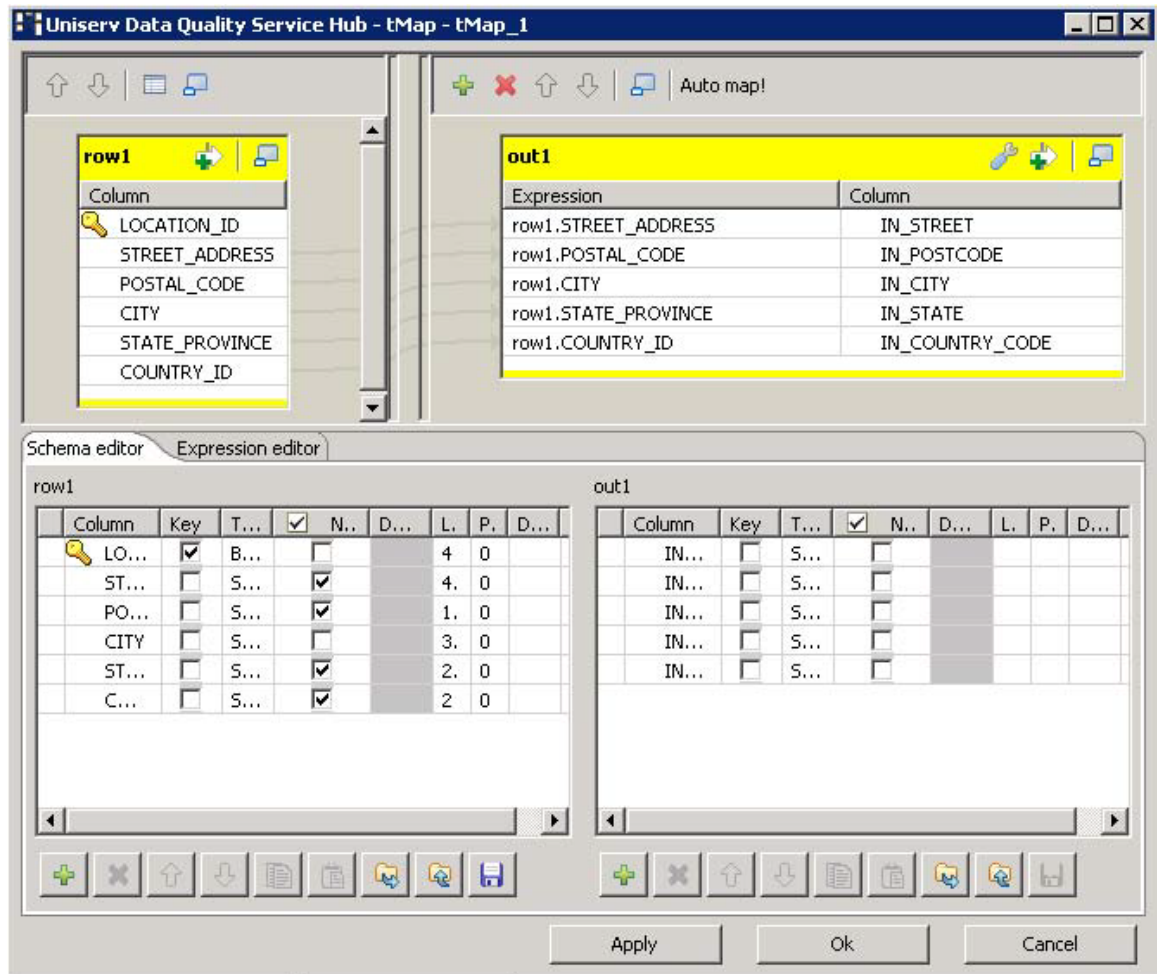 Uniserv Data Quality Service Hub - tMap - tMap_1
Auto map!
row1
Column
LOCATION_ID
STREET_ADDRESS
POSTAL_CODE
CITY
STATE_PROVINCE
COUNTRY_ID
out1
Expression Column
row1.STREET_ADDRESS IN_STREET
row1.POSTAL_CODE IN_POSTCODE
row1.CITY IN_CITY
row1.STATE_PROVINCE IN_STATE
row1.COUNTRY_ID IN_COUNTRY_CODE
Schema editor Expression editor
row1
Column Key T... N.. D... L. P. D...
LO... B... 4 0
ST... S... 4. 0
PO... S... 1. 0
CITY S... 3. 0
ST... S... 2. 0
C... S... 2 0
out1
Column Key T... N.. D... L. P. D...
IN... S...
IN... S...
IN... S...
IN... S...
IN... S...
Apply Ok Cancel